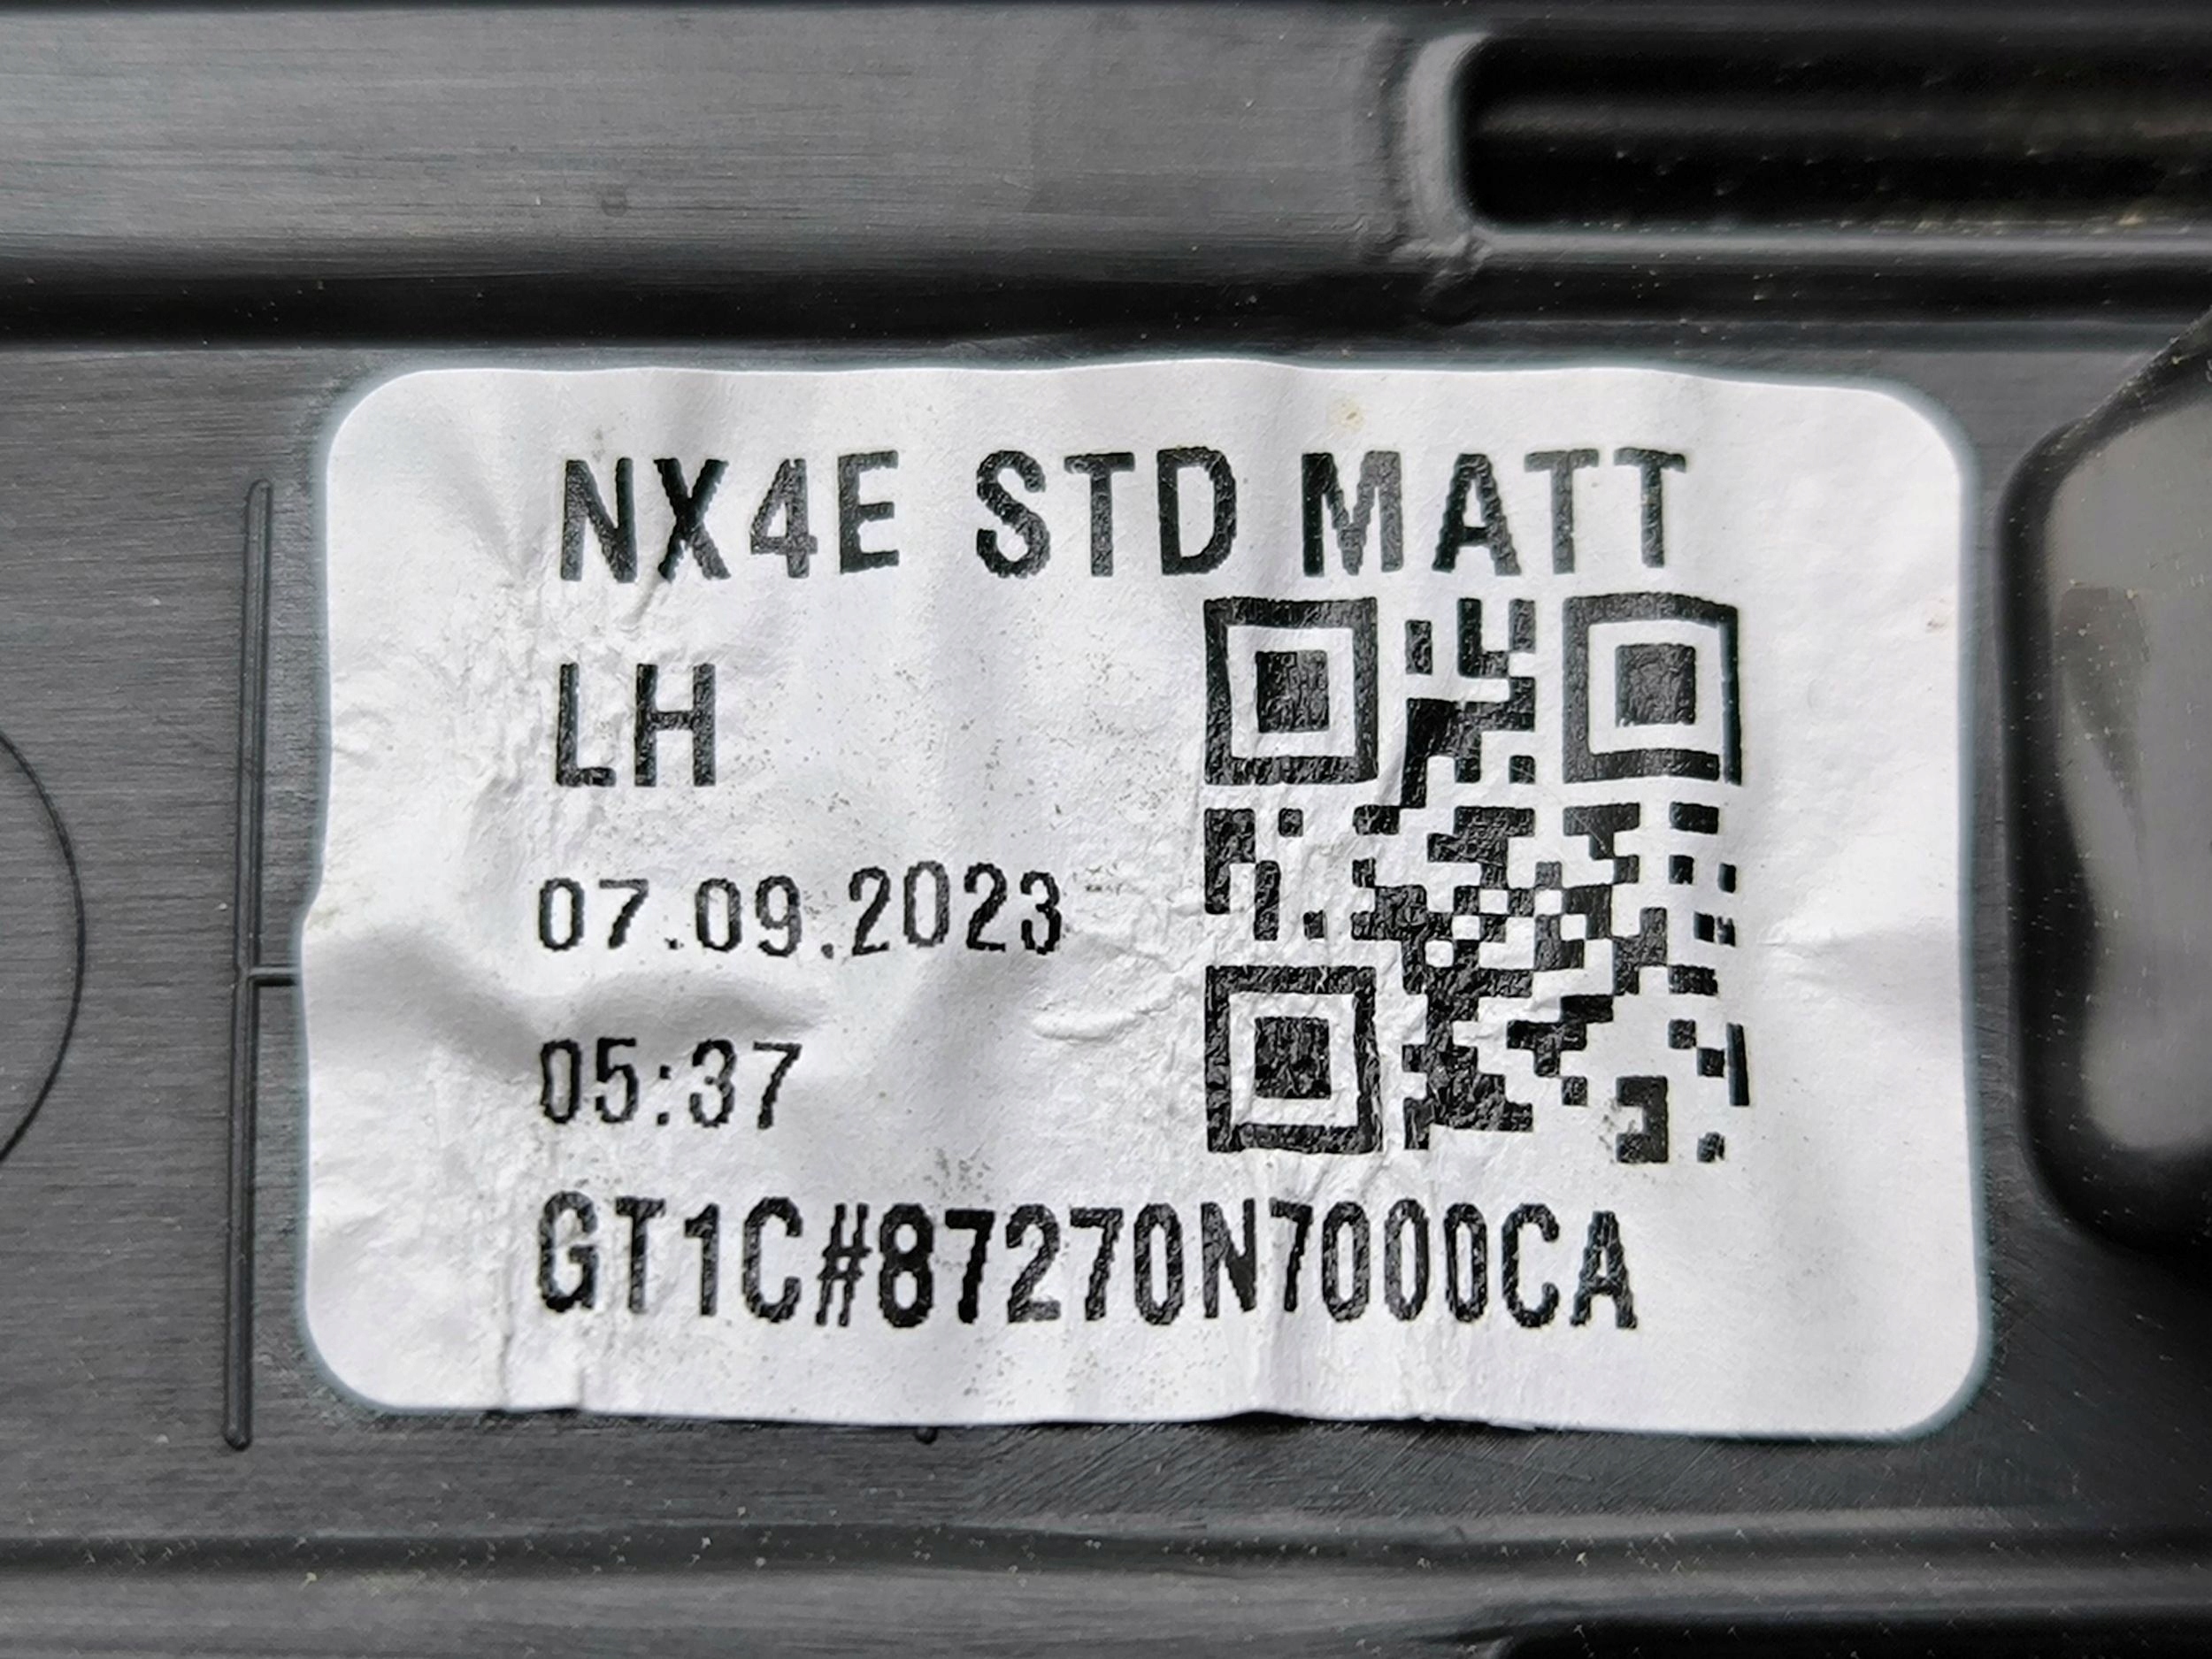 NX4E STD MATT
LH
07.09.2023
05:37
GT1C#87270N7000CA